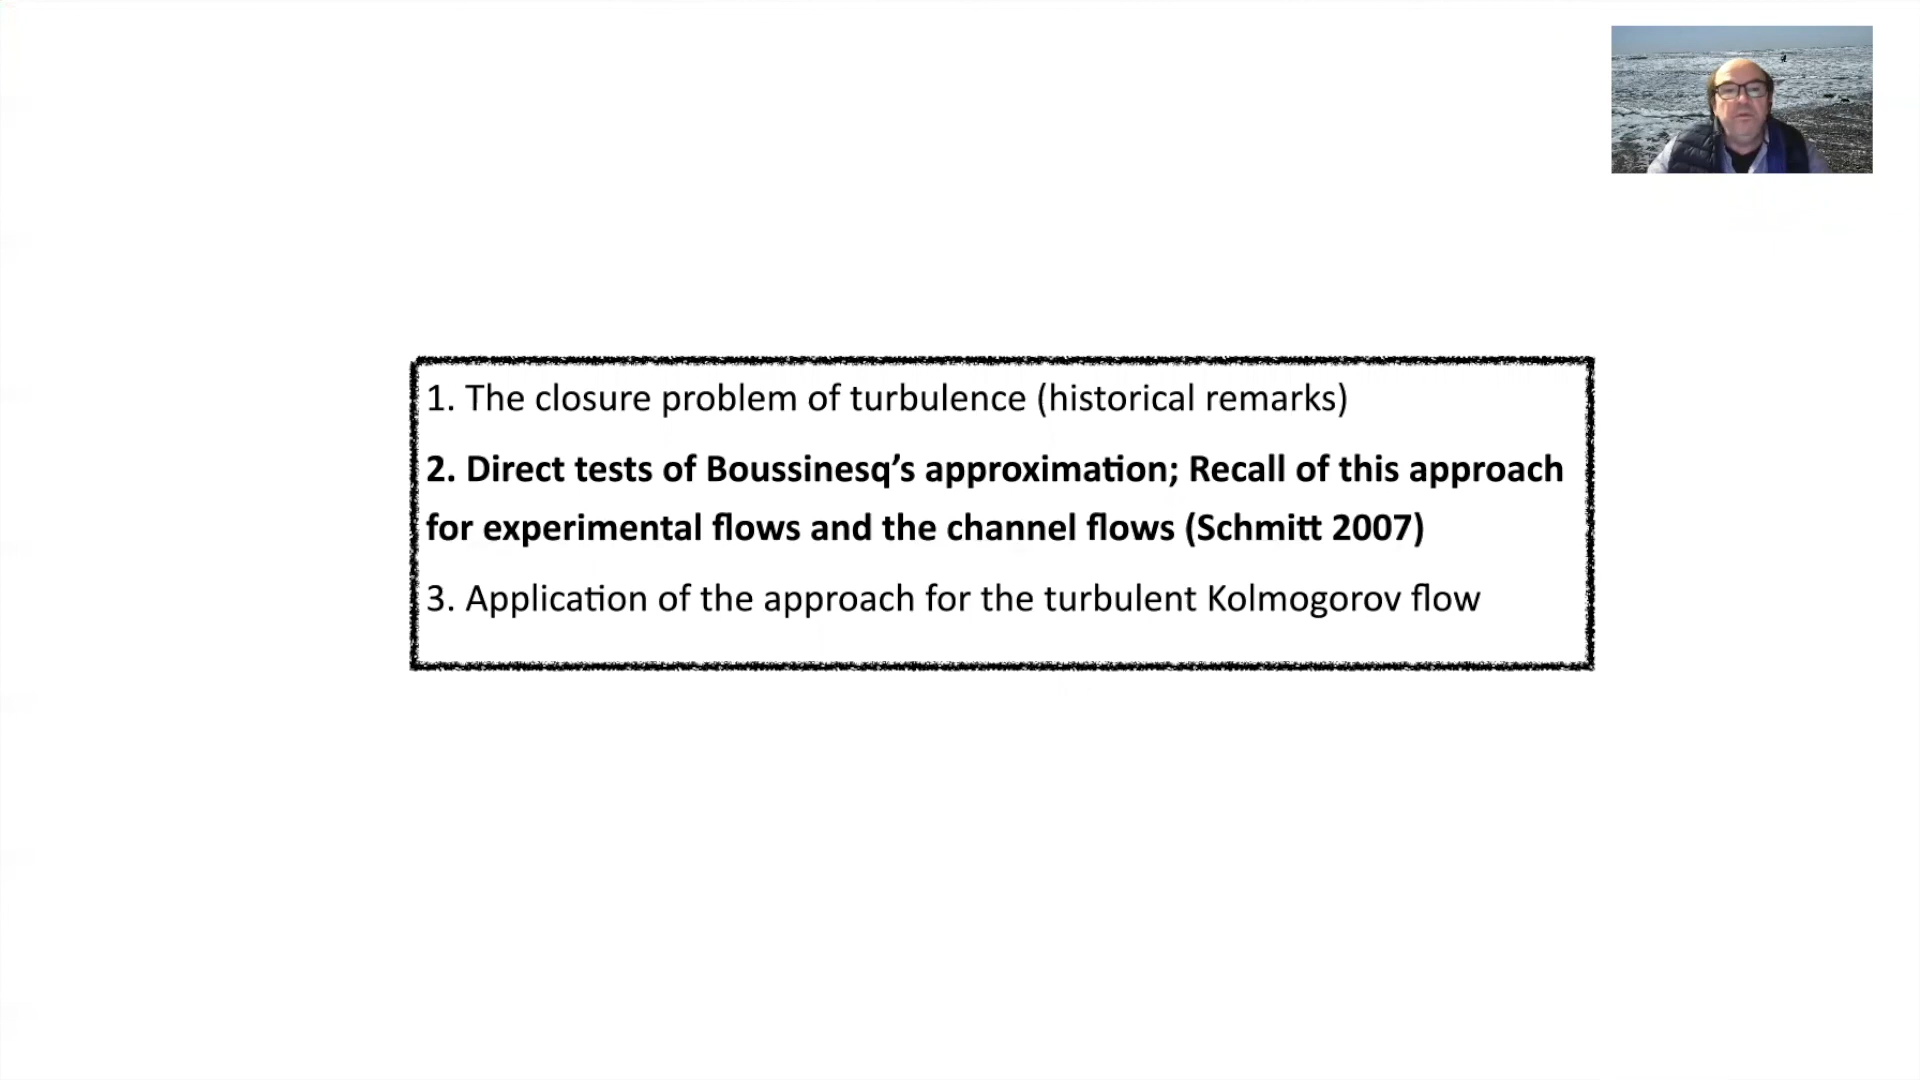 1. The closure problem of turbulence (historical remarks)
2. Direct tests of Boussinesq’s approximation; Recall of this approach
for experimental flows and the channel flows (Schmitt 2007)
3. Application of the approach for the turbulent Kolmogorov flow